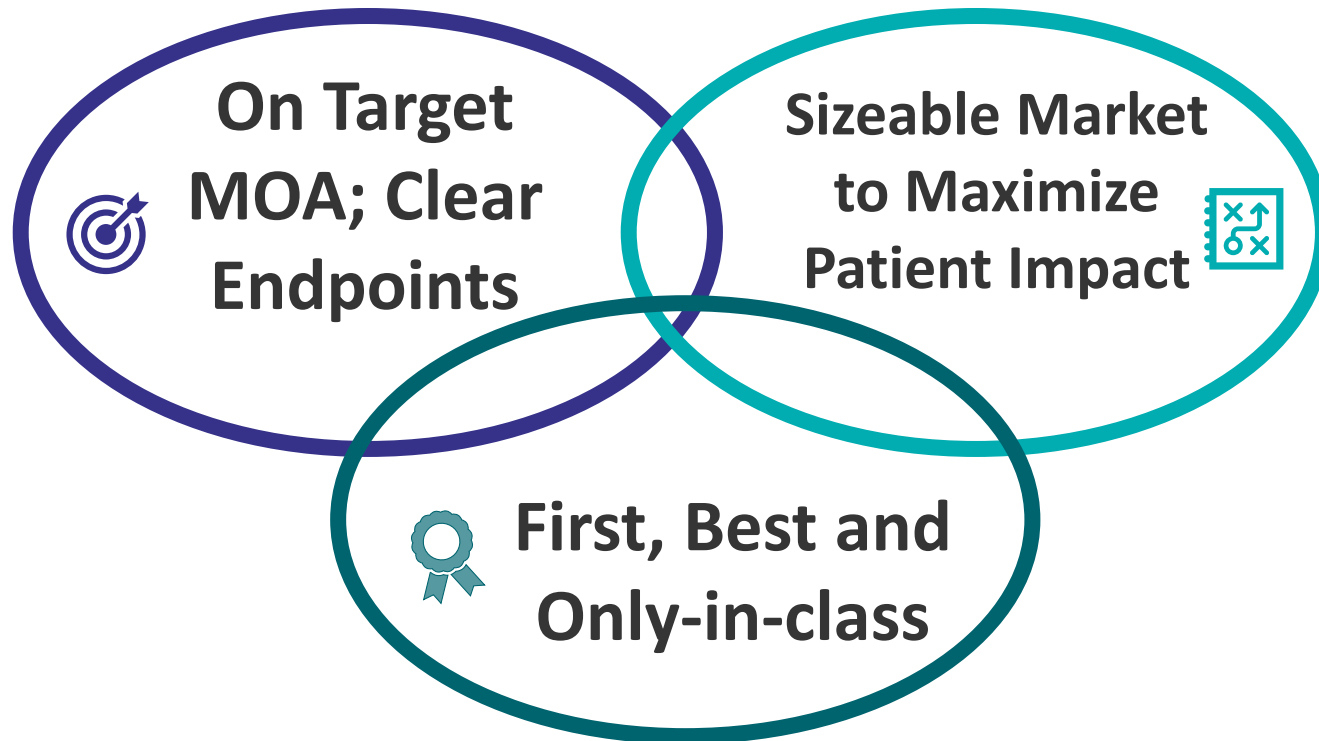 On Target
MOA; Clear
Endpoints
Sizeable Market
to Maximize
Patient Impact
First, Best and
Only-in-class